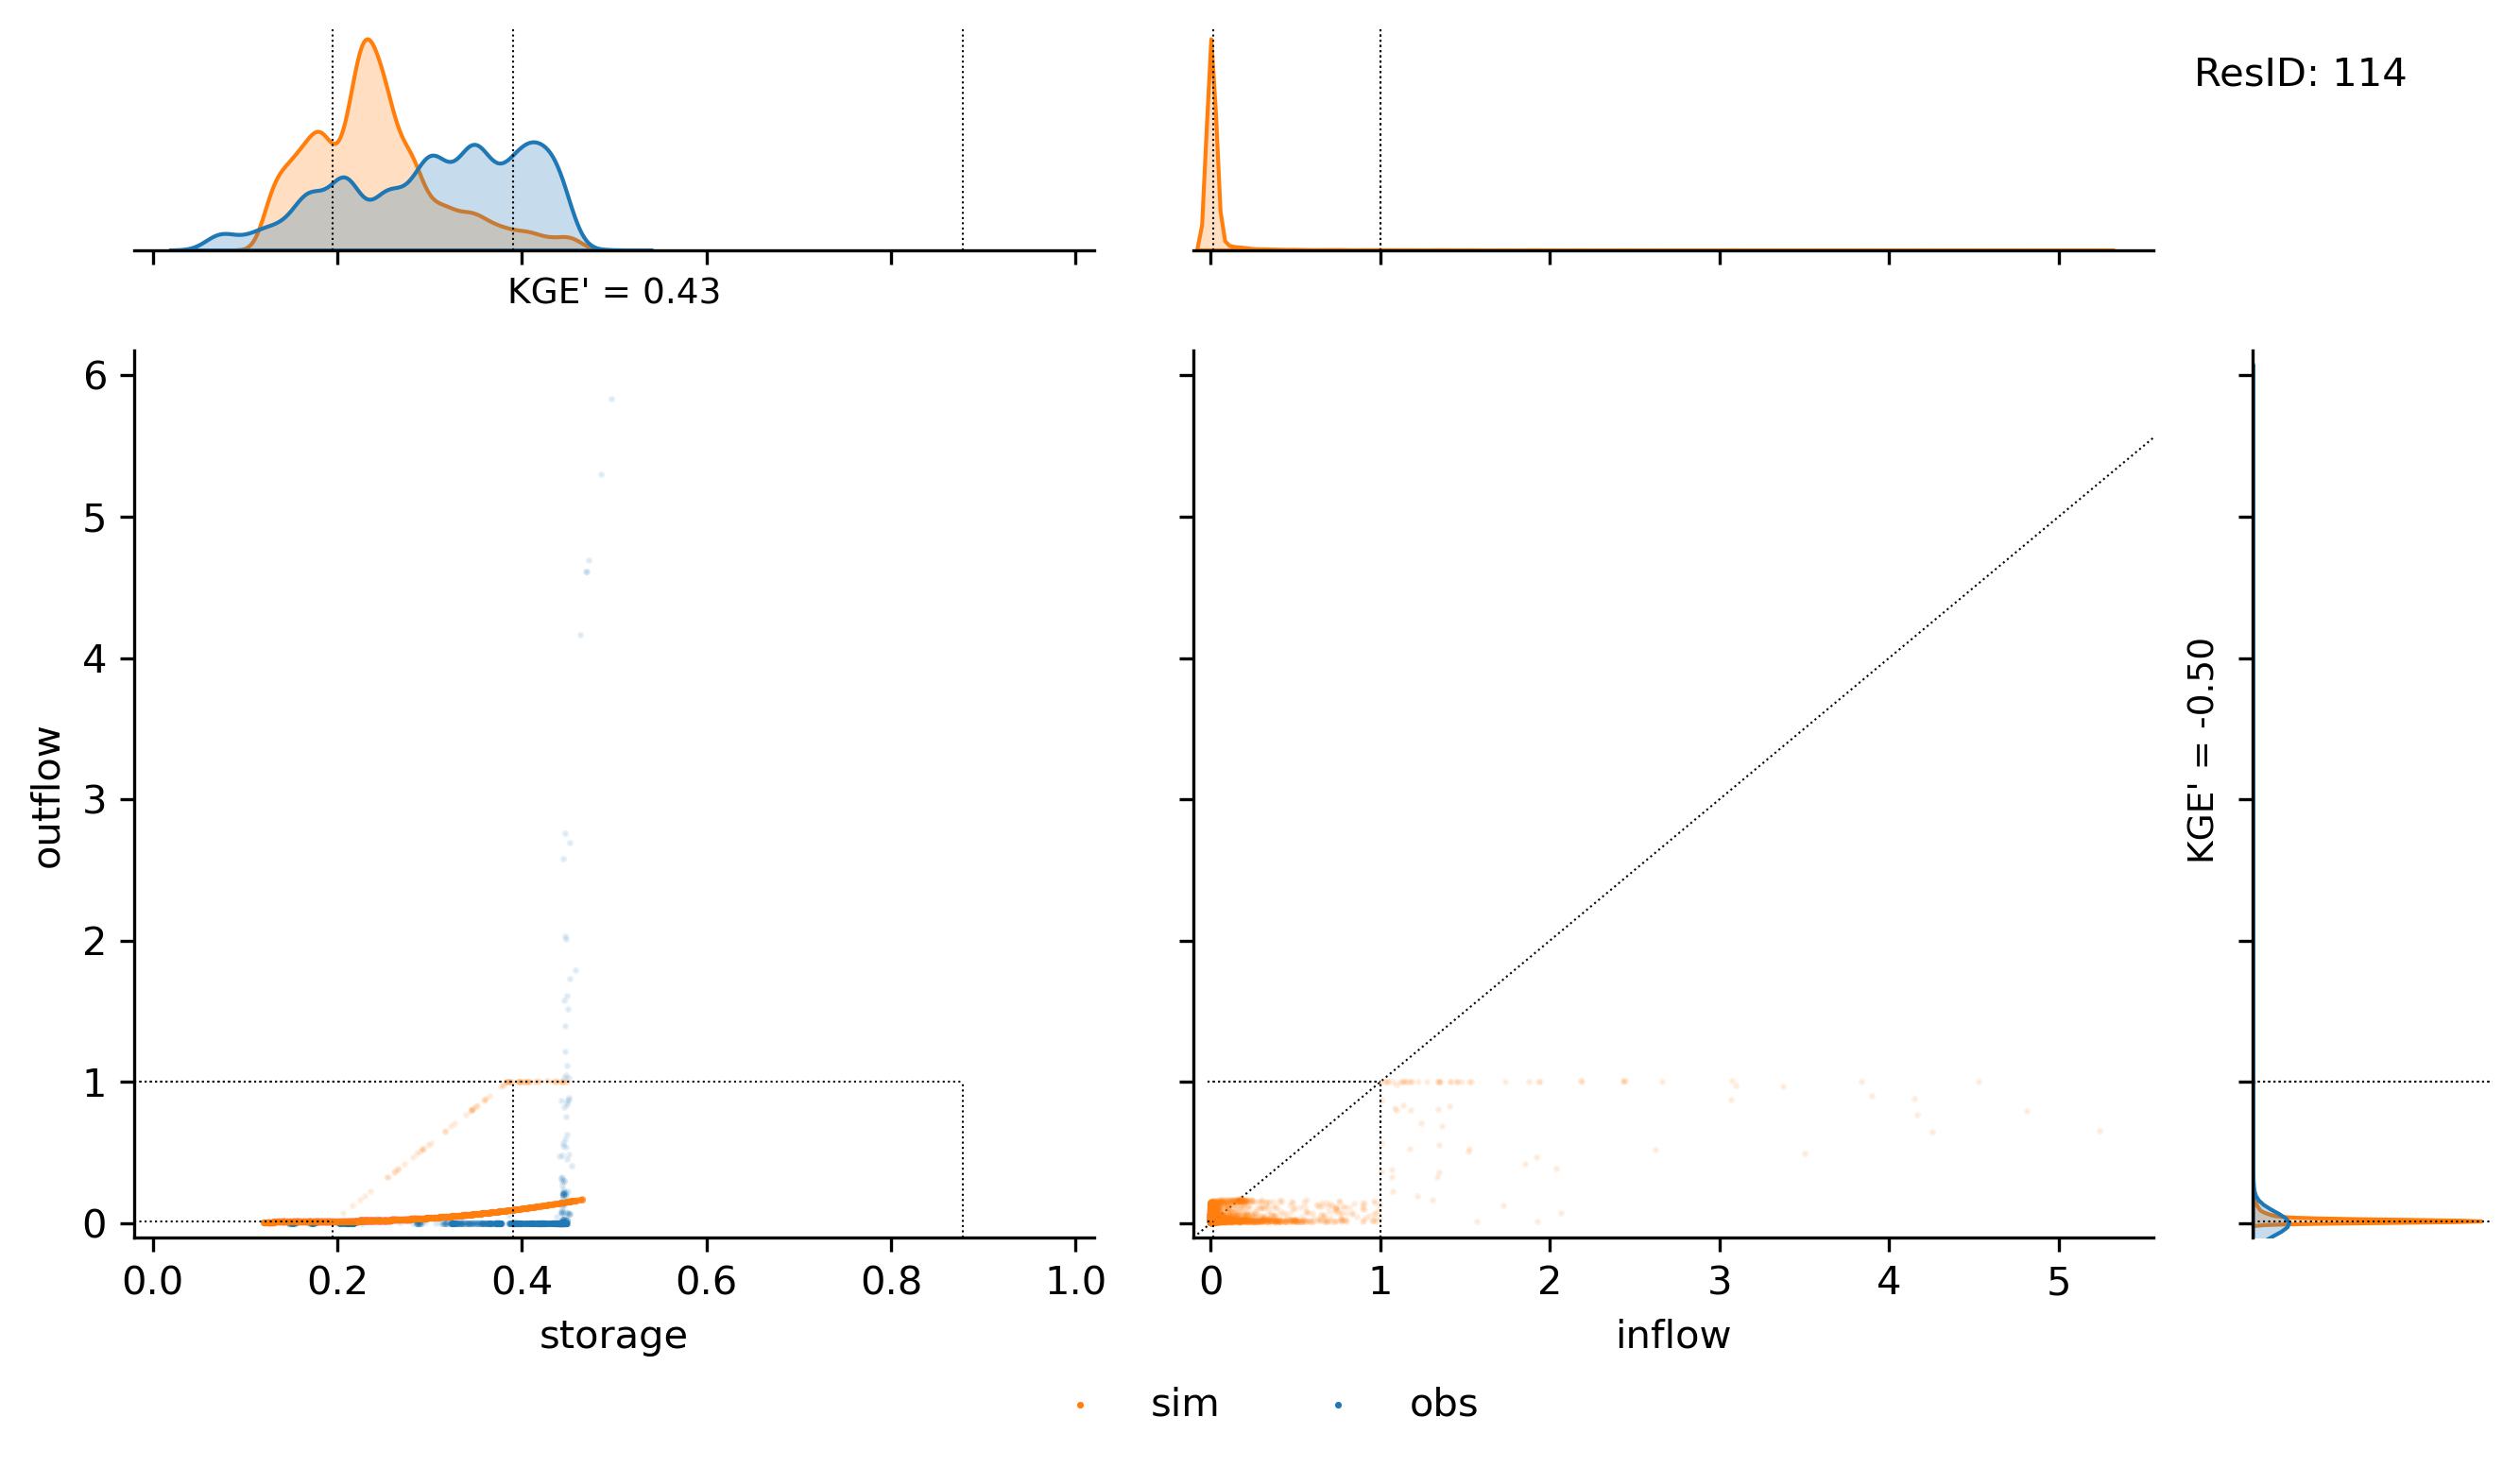 ResID: 114
KGE' = 0.43
6
5
4
3
2
1
0
outflow
0.0 0.2 0.4 0.6 0.8 1.0
storage
0 1 2 3 4 5
inflow
KGE' = -0.50
sim obs